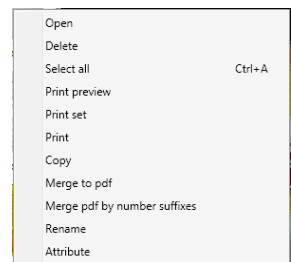 Open
Delete
Select all Ctrl+A
Print preview
Print set
Print
Copy
Merge to pdf
Merge pdf by number suffixes
Rename
Attribute